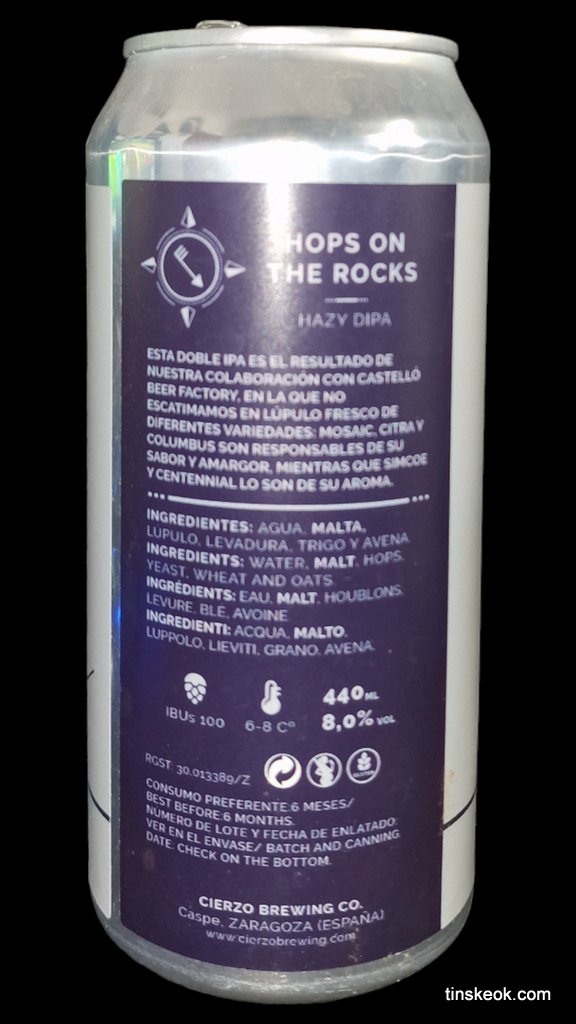 HOPS ON
THE ROCKS
HAZY DIPA
ESTA DOBLE IPA ES EL RESULTADO DE
NUESTRA COLABORACIÓN CON CASTELLÓ
BEER FACTORY, EN LA QUE NO
ESCATIMAMOS EN LÚPULO FRESCO DE
DIFERENTES VARIEDADES: MOSAIC, CITRA Y
COLUMBUS SON RESPONSABLES DE SU
SABOR Y AMARGOR, MIENTRAS QUE SIMCOE
Y CENTENNIAL LO SON DE SU AROMA.
INGREDIENTES: AGUA, MALTA,
LÚPULO, LEVADURA, TRIGO Y AVENA
INGREDIENTS: WATER, MALT, HOPS,
YEAST, WHEAT AND OATS.
INGRÉDIENTS: EAU, MALT, HOUBLONS,
LEVURE, BLE, AVOINE
INGREDIENTI: ACQUA, MALTO,
LUPPOLO, LIEVITI, GRANO, AVENA.
IBUs 100
6-8 Cº
440ML
8,0% VOL
RGST 30.013389/Z
CONSUMO PREFERENTE:6 MESES/
BEST BEFORE:6 MONTHS.
NÚMERO DE LOTE Y FECHA DE ENLATADO:
VER EN EL ENVASE/ BATCH AND CANNING
DATE: CHECK ON THE BOTTOM.
CIERZO BREWING CO.
Caspe, ZARAGOZA (ESPAÑA)
www.cierzobrewing.com
tinskeok.com